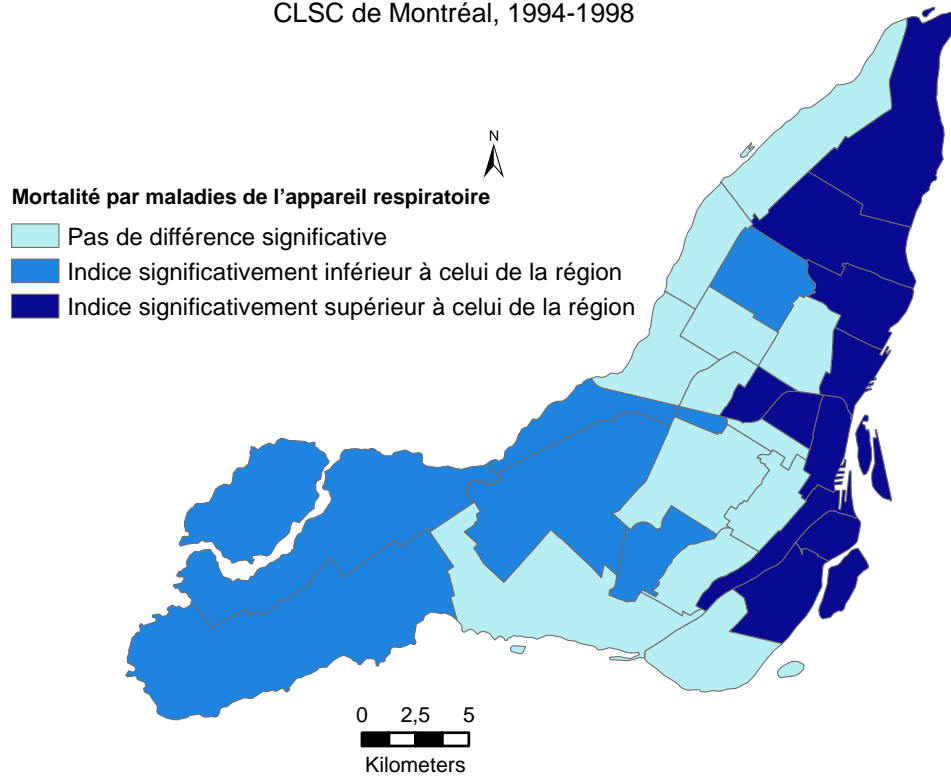 CLSC de Montréal, 1994-1998
N
Mortalité par maladies de l'appareil respiratoire
Pas de différence significative
Indice significativement inférieur à celui de la région
Indice significativement supérieur à celui de la région
0 2,5 5
Kilometers